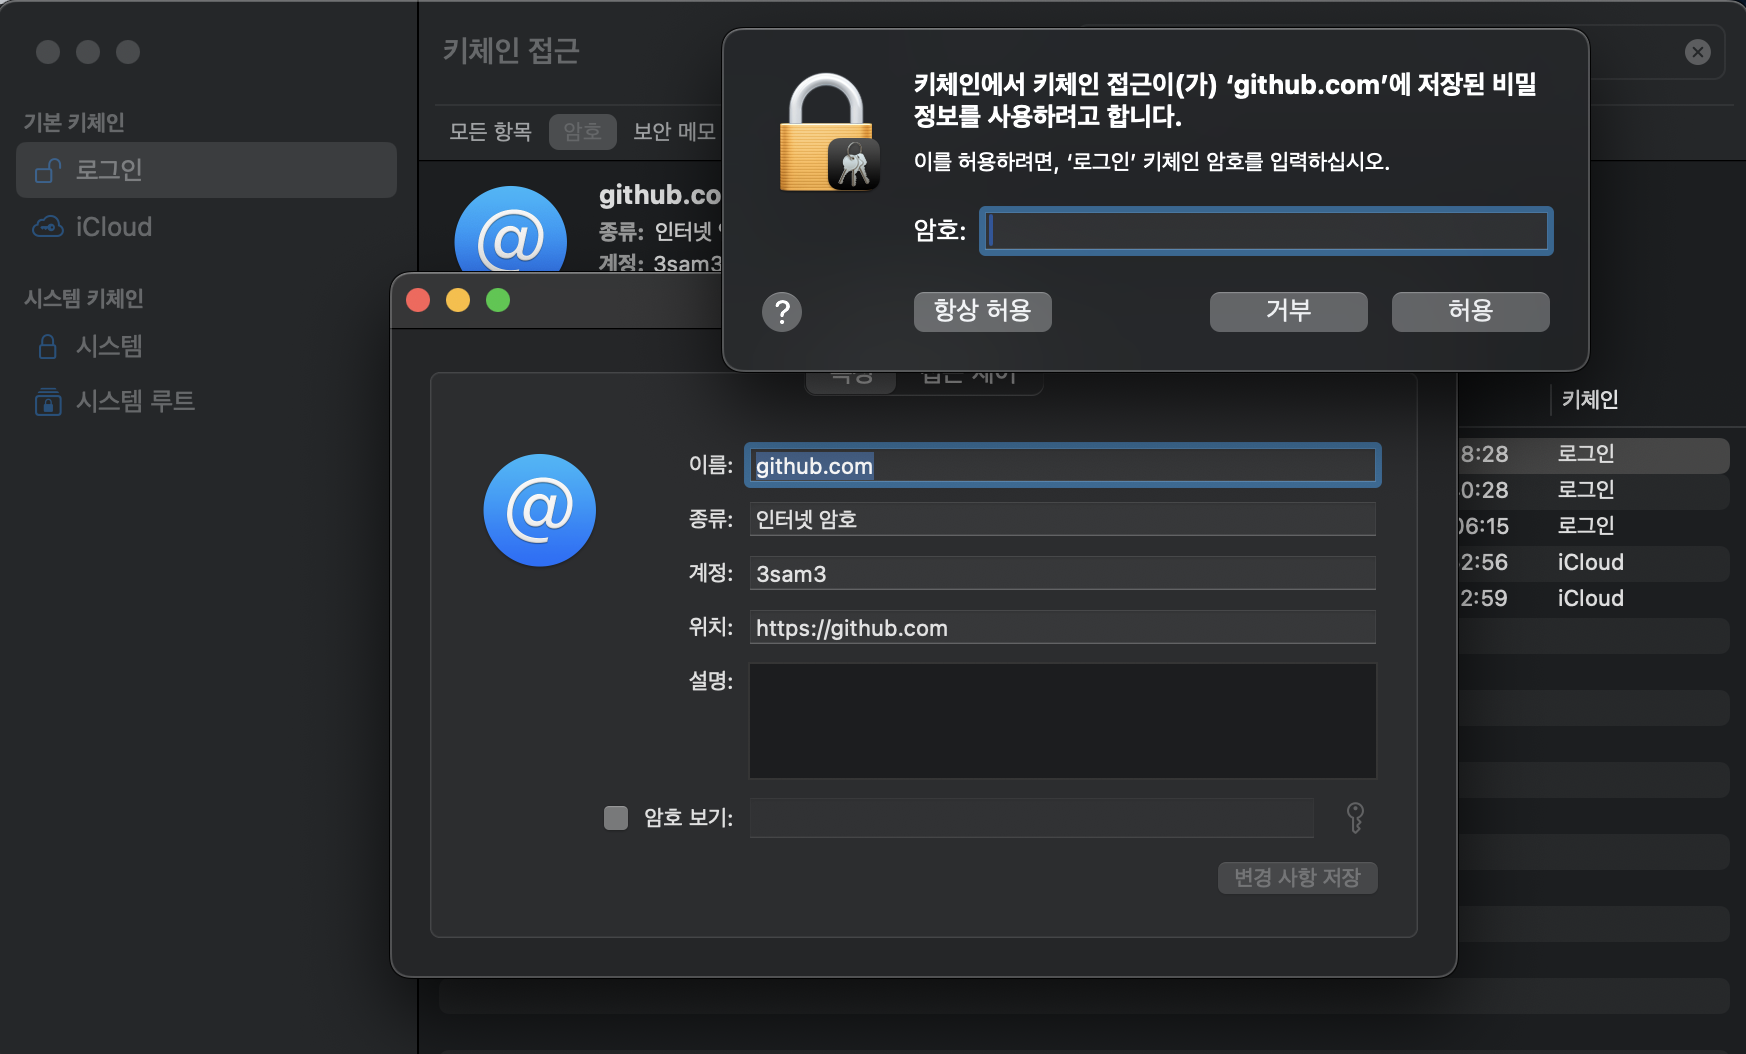 키체인 접근
기본 키체인
로그인
iCloud
시스템 키체인
시스템
시스템 루트
모든 항목
암호
보안 메모
@
github.co
종류: 인터넷
계정: 3sam3
키체인에서 키체인 접근이(가) ‘github.com’에 저장된 비밀
정보를 사용하려고 합니다.
이를 허용하려면, ‘로그인’ 키체인 암호를 입력하십시오.
암호:
?
항상 허용
거부
허용
@
이름: github.com
종류: 인터넷 암호
계정: 3sam3
위치: https://github.com
설명:
암호 보기:
변경 사항 저장
키체인
8:28 로그인
0:28 로그인
06:15 로그인
2:56 iCloud
2:59 iCloud